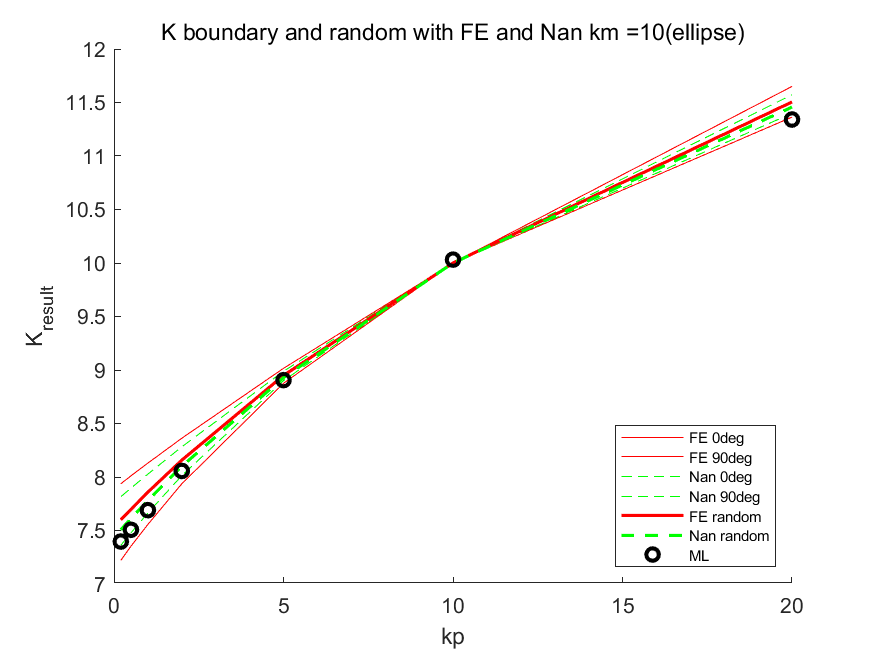 K boundary and random with FE and Nan km =10(ellipse)
12
11.5
11
10.5
10
9.5
9
8.5
8
7.5
7
K_result
0
5
10
15
20
kp
FE 0deg
FE 90deg
Nan 0deg
Nan 90deg
FE random
Nan random
ML